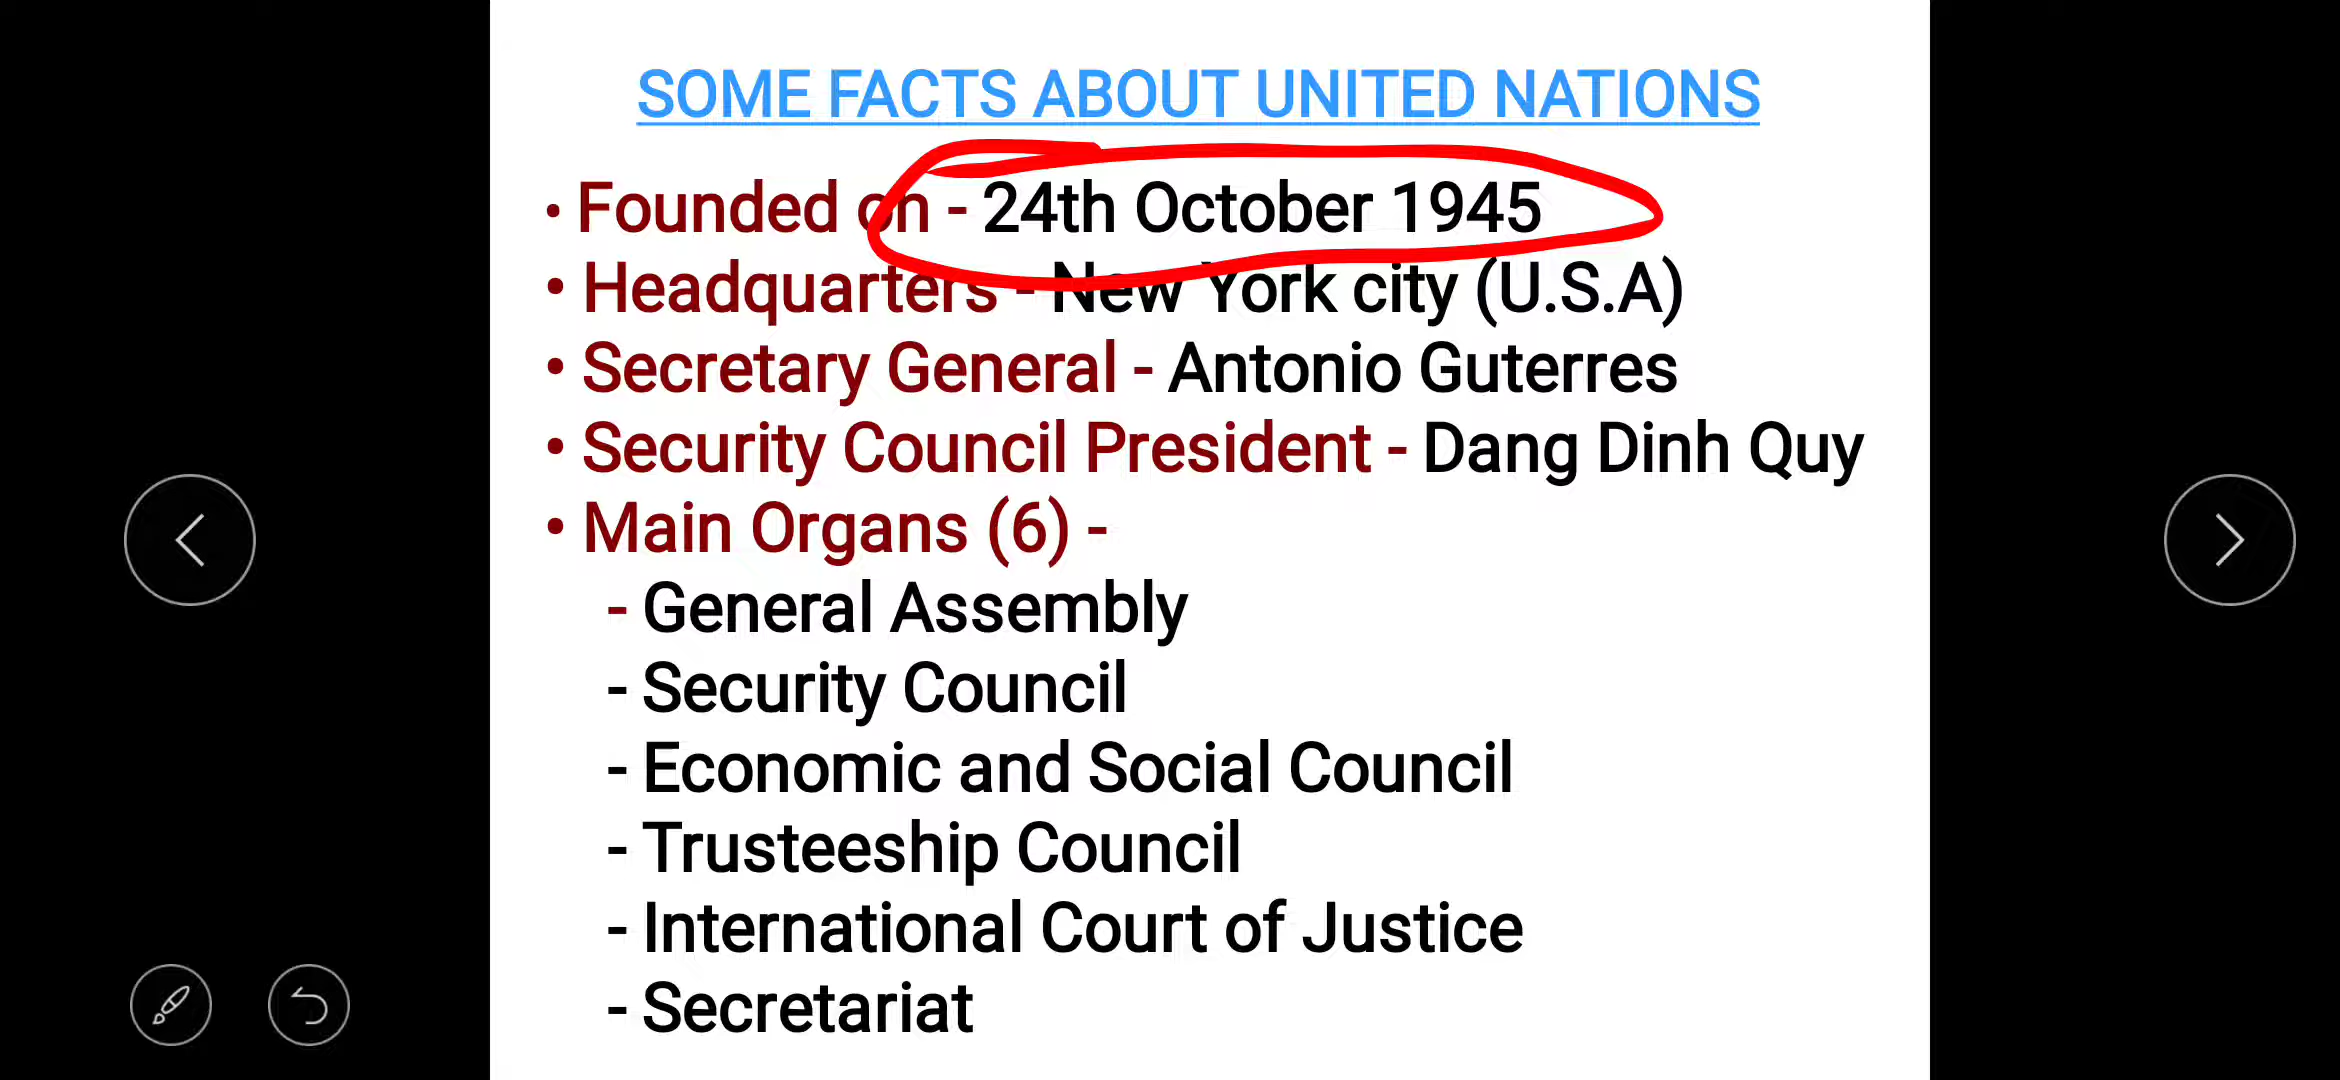 SOME FACTS ABOUT UNITED NATIONS
• Founded on - 24th October 1945
• Headquarters - New York city (U.S.A)
• Secretary General - Antonio Guterres
• Security Council President - Dang Dinh Quy
• Main Organs (6) -
- General Assembly
- Security Council
- Economic and Social Council
- Trusteeship Council
- International Court of Justice
- Secretariat